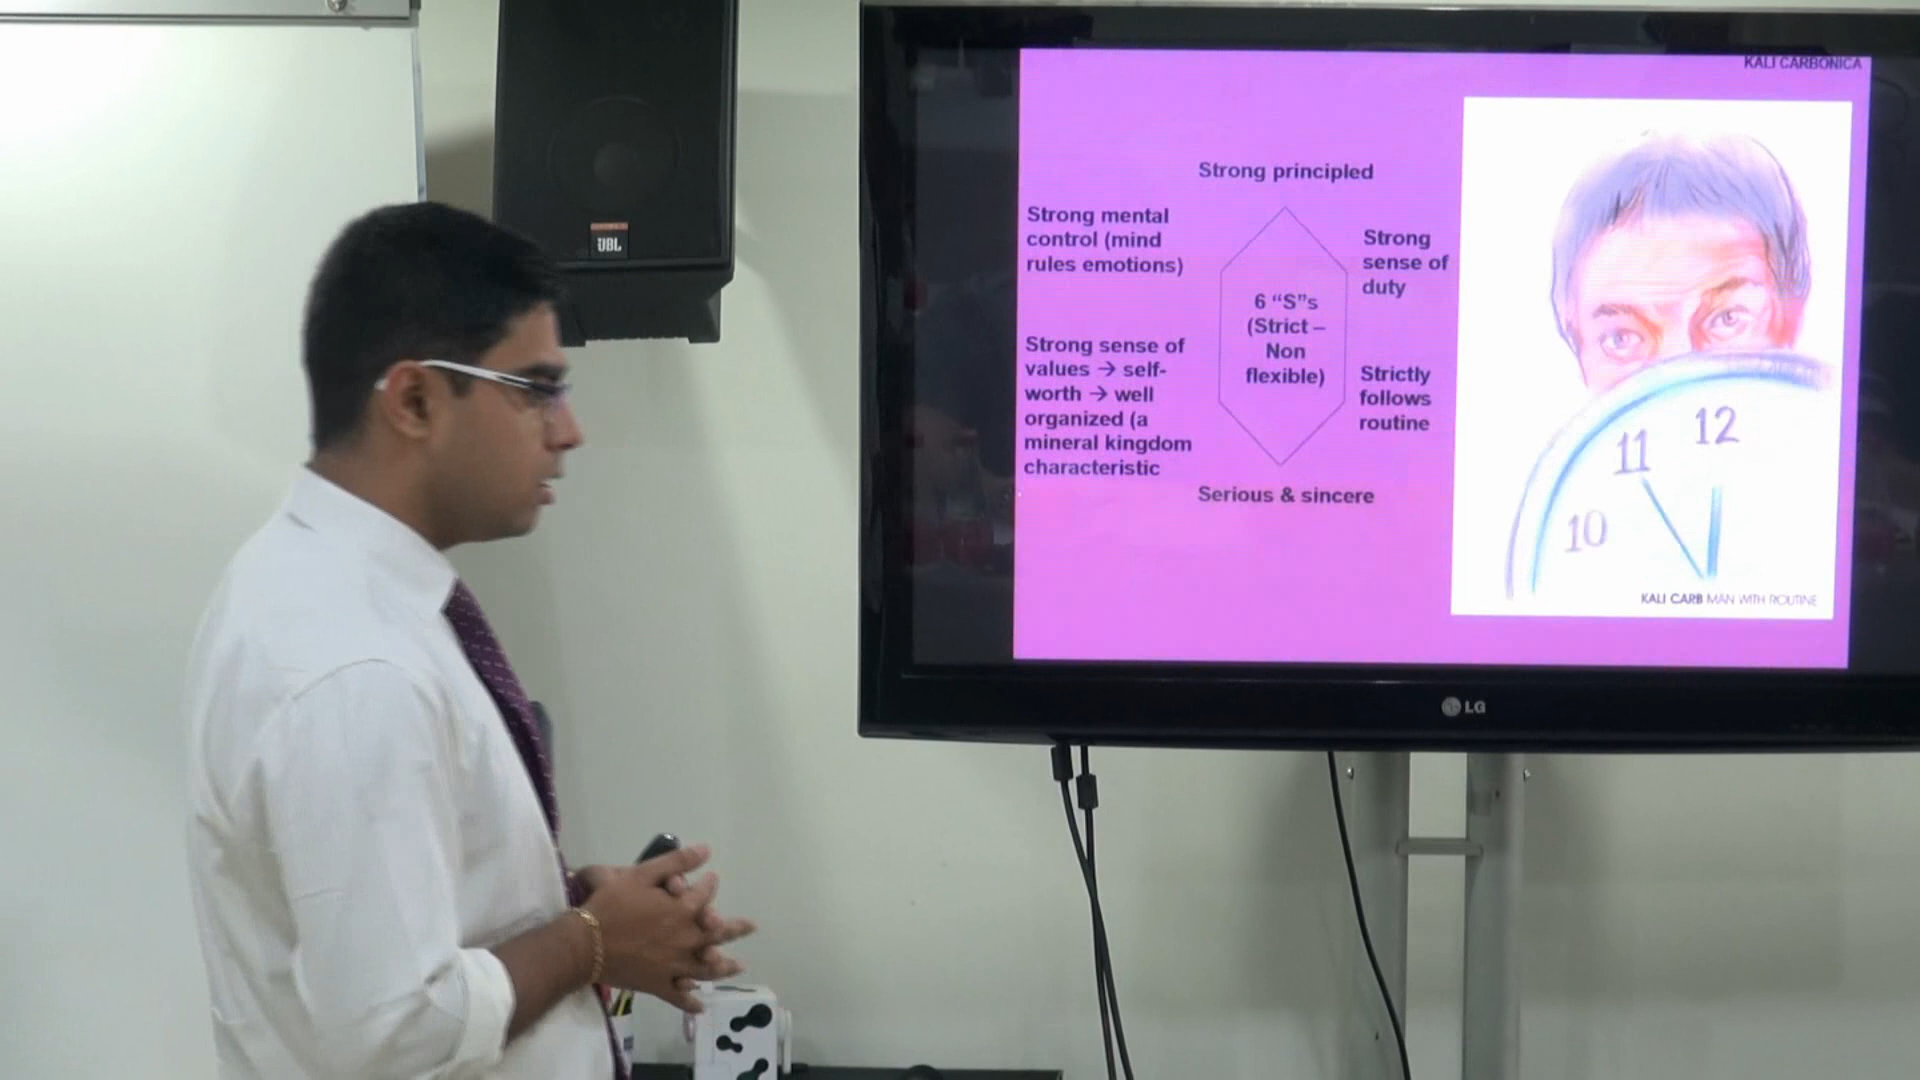 KALI CARBONICA
Strong principled
Strong mental
control (mind
rules emotions)
Strong
sense of
duty
6 “S”s
(Strict –
Non
flexible)
Strong sense of
values → self-
worth → well
organized (a
mineral kingdom
characteristic
Strictly
follows
routine
Serious & sincere
12
11
10
KALI CARB MAN WITH ROUTINE
JBL
LG